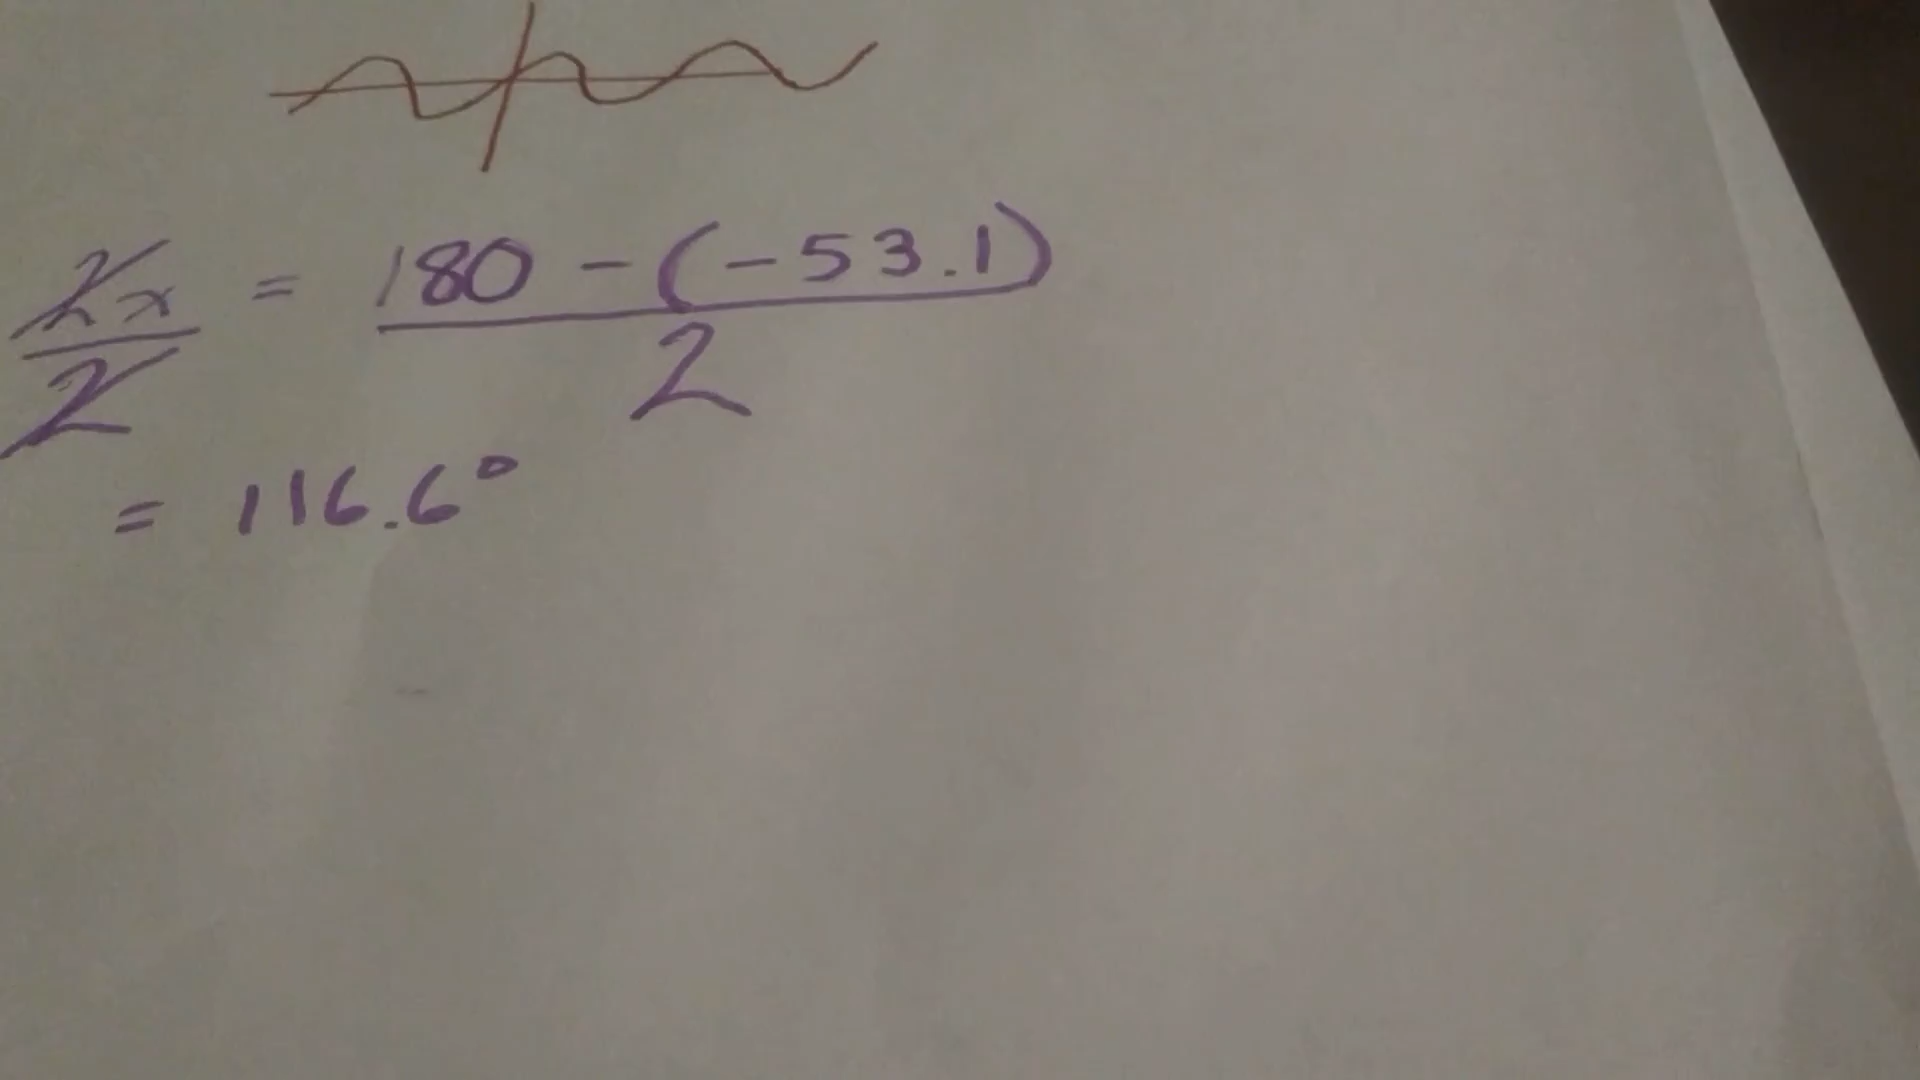 2x/2 = 180 - (-53.1)/2
= 116.6°